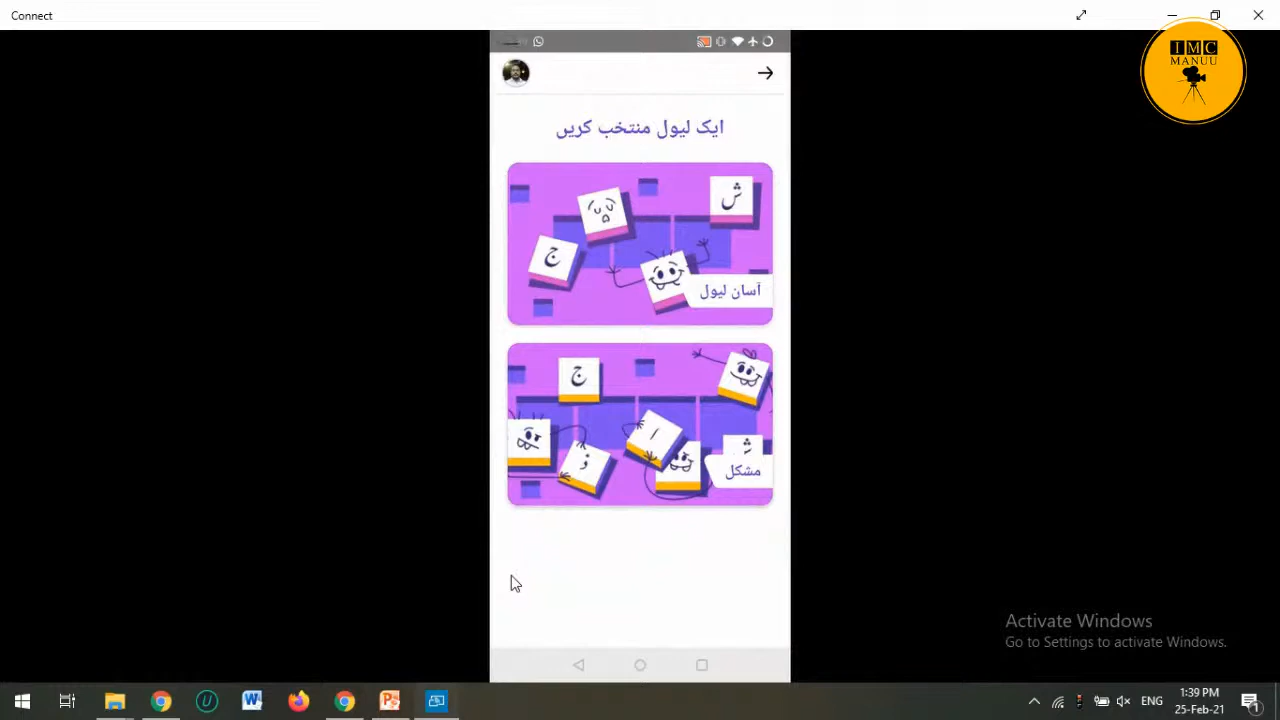 Connect
IMC
MANUU
ایک لیول منتخب کریں
ش
ج
آسان لیول
ج
ا
و
ش
مشکل
Activate Windows
Go to Settings to activate Windows.
ENG
1:39 PM
25-Feb-21